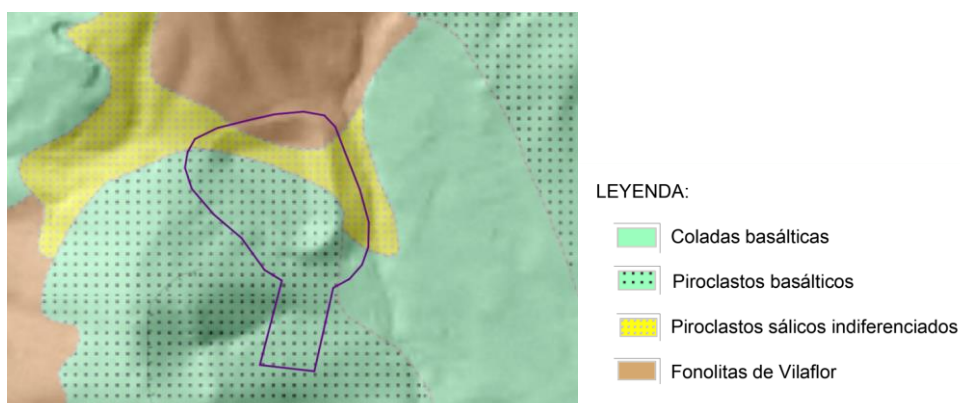 LEYENDA:
Coladas basálticas
Piroclastos basálticos
Piroclastos sálicos indiferenciados
Fonolitas de Vilaflor